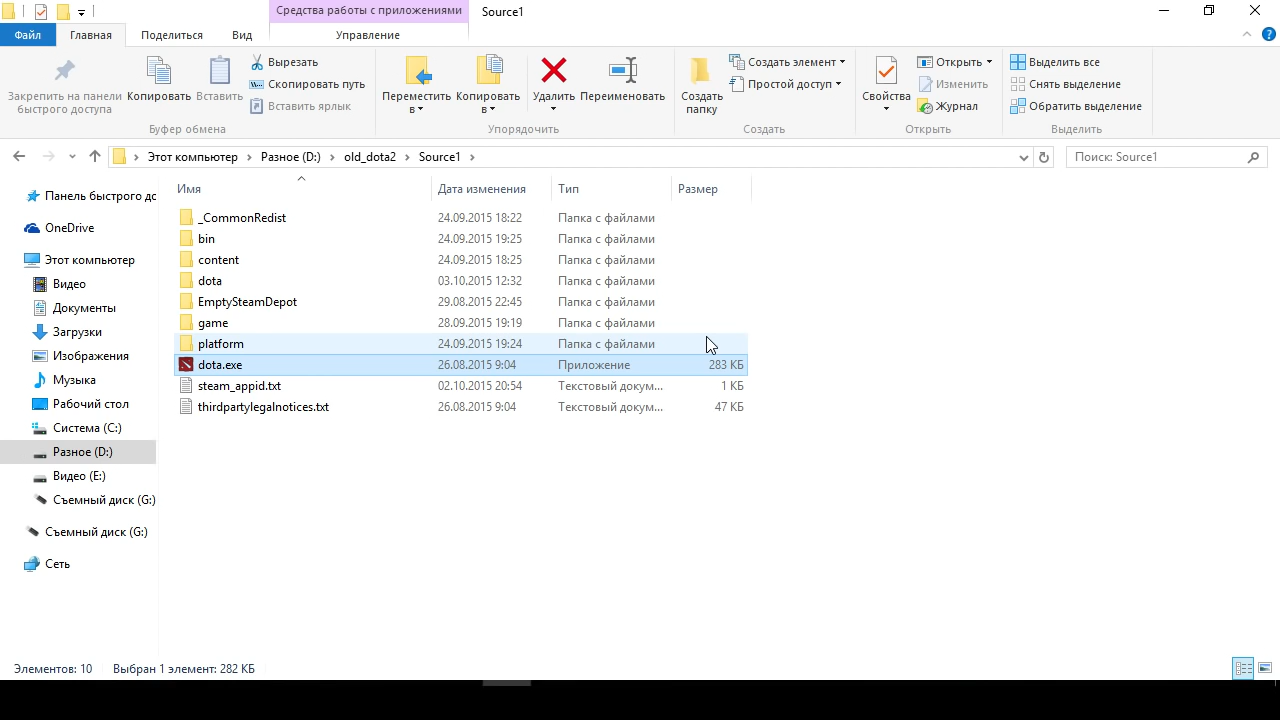 Средства работы с приложениями
Source1
Файл
Главная
Поделиться
Вид
Управление
Закрепить на панели
быстрого доступа
Копировать
Вставить
Вырезать
Скопировать путь
Вставить ярлык
Буфер обмена
Переместить
в
Копировать
в
Удалить
Переименовать
Упорядочить
Создать
папку
Создать элемент
Простой доступ
Создать
Свойства
Открыть
Изменить
Журнал
Открыть
Выделить все
Снять выделение
Обратить выделение
Выделить
Этот компьютер
Разное (D:)
old_dota2
Source1
Поиск: Source1
Панель быстрого дс
OneDrive
Этот компьютер
Видео
Документы
Загрузки
Изображения
Музыка
Рабочий стол
Система (C:)
Разное (D:)
Видео (E:)
Съемный диск (G:)
Съемный диск (G:)
Сеть
Имя Дата изменения Тип Размер
_CommonRedist 24.09.2015 18:22 Папка с файлами
bin 24.09.2015 19:25 Папка с файлами
content 24.09.2015 18:25 Папка с файлами
dota 03.10.2015 12:32 Папка с файлами
EmptySteamDepot 29.08.2015 22:45 Папка с файлами
game 28.09.2015 19:19 Папка с файлами
platform 24.09.2015 19:24 Папка с файлами
dota.exe 26.08.2015 9:04 Приложение 283 КБ
steam_appid.txt 02.10.2015 20:54 Текстовый докум... 1 КБ
thirdpartylegalnotices.txt 26.08.2015 9:04 Текстовый докум... 47 КБ
Элементов: 10 Выбран 1 элемент: 282 КБ